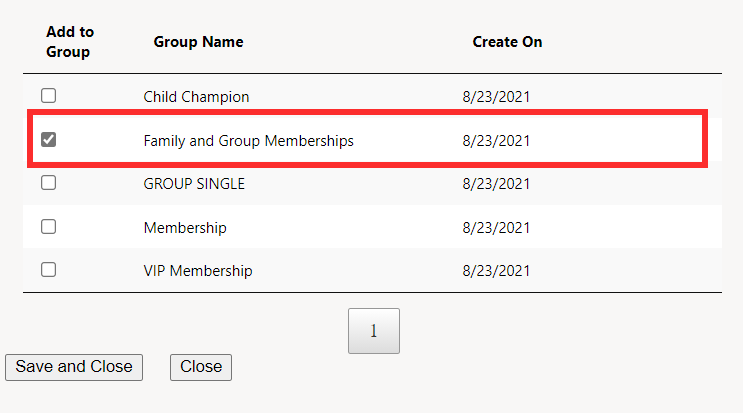 Add to Group Group Name Create On
Child Champion 8/23/2021
Family and Group Memberships 8/23/2021
GROUP SINGLE 8/23/2021
Membership 8/23/2021
VIP Membership 8/23/2021
1
Save and Close Close